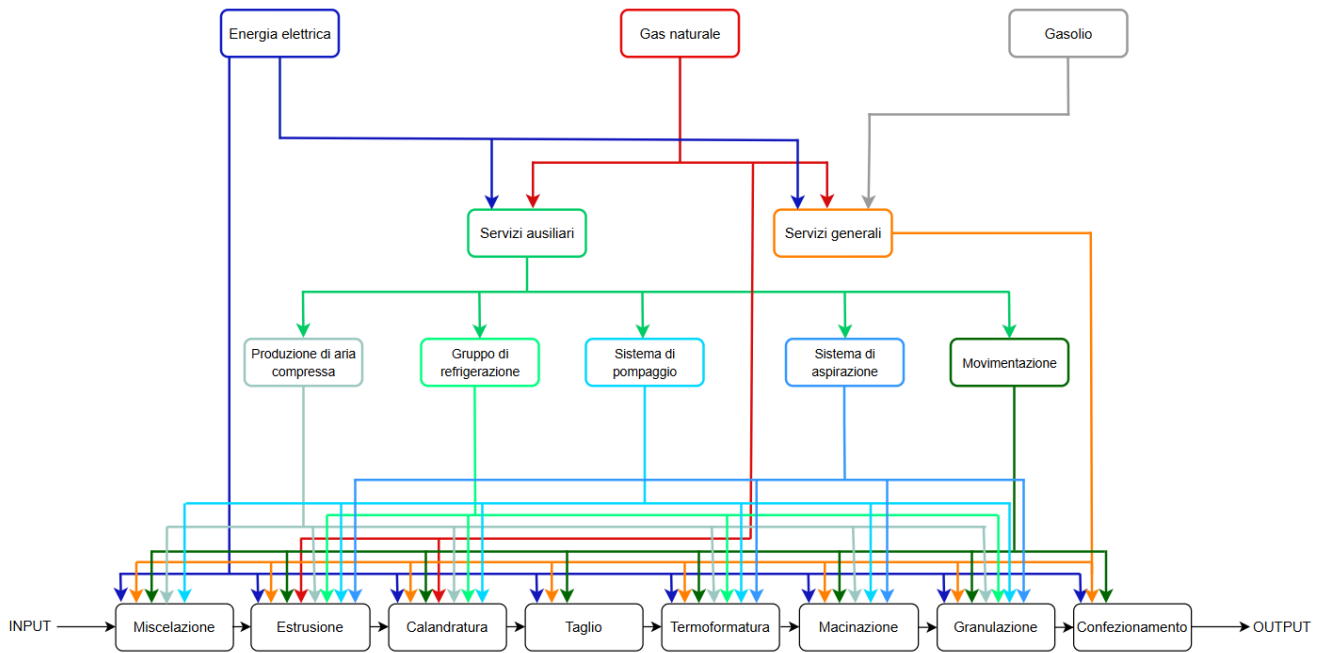 Energia elettrica
Gas naturale
Gasolio
Servizi ausiliari
Servizi generali
Produzione di aria
compressa
Gruppo di
refrigerazione
Sistema di
pompaggio
Sistema di
aspirazione
Movimentazione
INPUT
Miscelazione
Estrusione
Calandratura
Taglio
Termoformatura
Macinazione
Granulazione
Confezionamento
OUTPUT